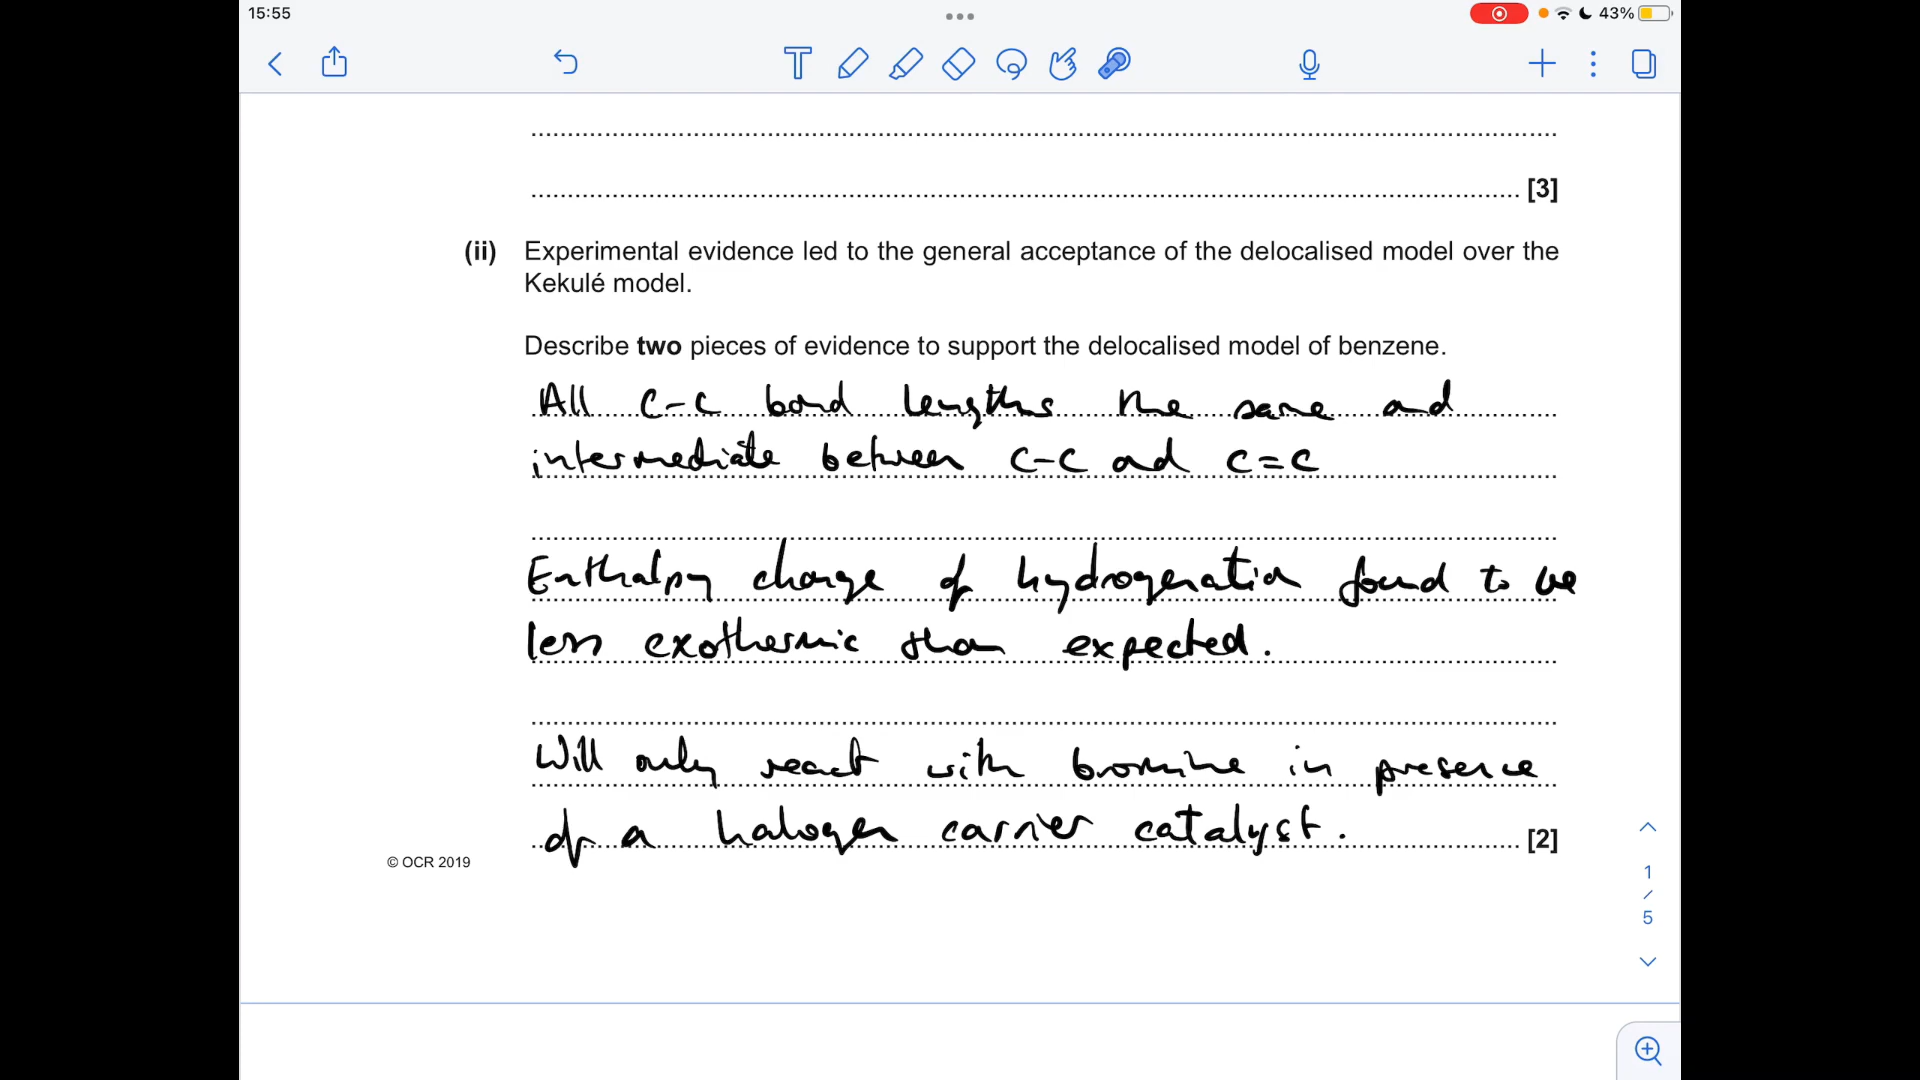 15:55
43%
[3]
(ii) Experimental evidence led to the general acceptance of the delocalised model over the
Kekulé model.
Describe two pieces of evidence to support the delocalised model of benzene.
All C-C bond lengths the same and
intermediate between C-C and C=C
Enthalpy change of hydrogenation found to be
less exothermic than expected.
Will only react with bromine in presence
of a halogen carrier catalyst.
[2]
© OCR 2019
1
/
5